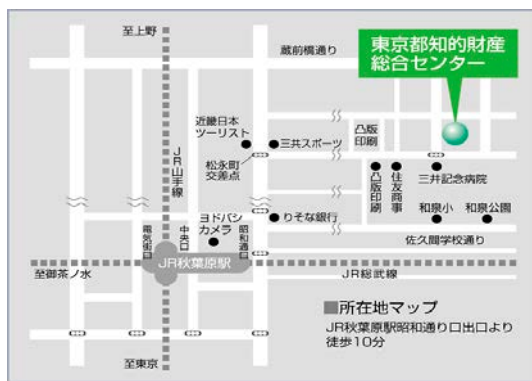 至上野
蔵前橋通り
東京都知的財産
総合センター
近畿日本
ツーリスト
三共スポーツ
凸版
印刷
JR山手線
松永町
交差点
凸版印刷
住友商事
三井記念病院
ヨドバシ
カメラ
りそな銀行
和泉小
和泉公園
電気街口
中央口
昭和通口
佐久間学校通り
至御茶ノ水
JR秋葉原駅
JR総武線
■所在地マップ
JR秋葉原駅昭和通り口出口より
徒歩10分
至東京